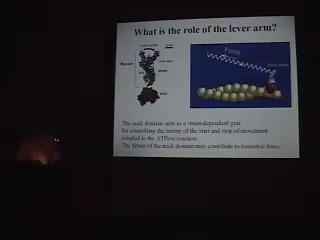 What is the role of the lever arm?
Force
The neck domain acts as a strain-dependent gate
for controlling the timing of the start and stop of movement
coupled to the ATPase reaction.
The tilting of the neck domain may contribute to isometric force.